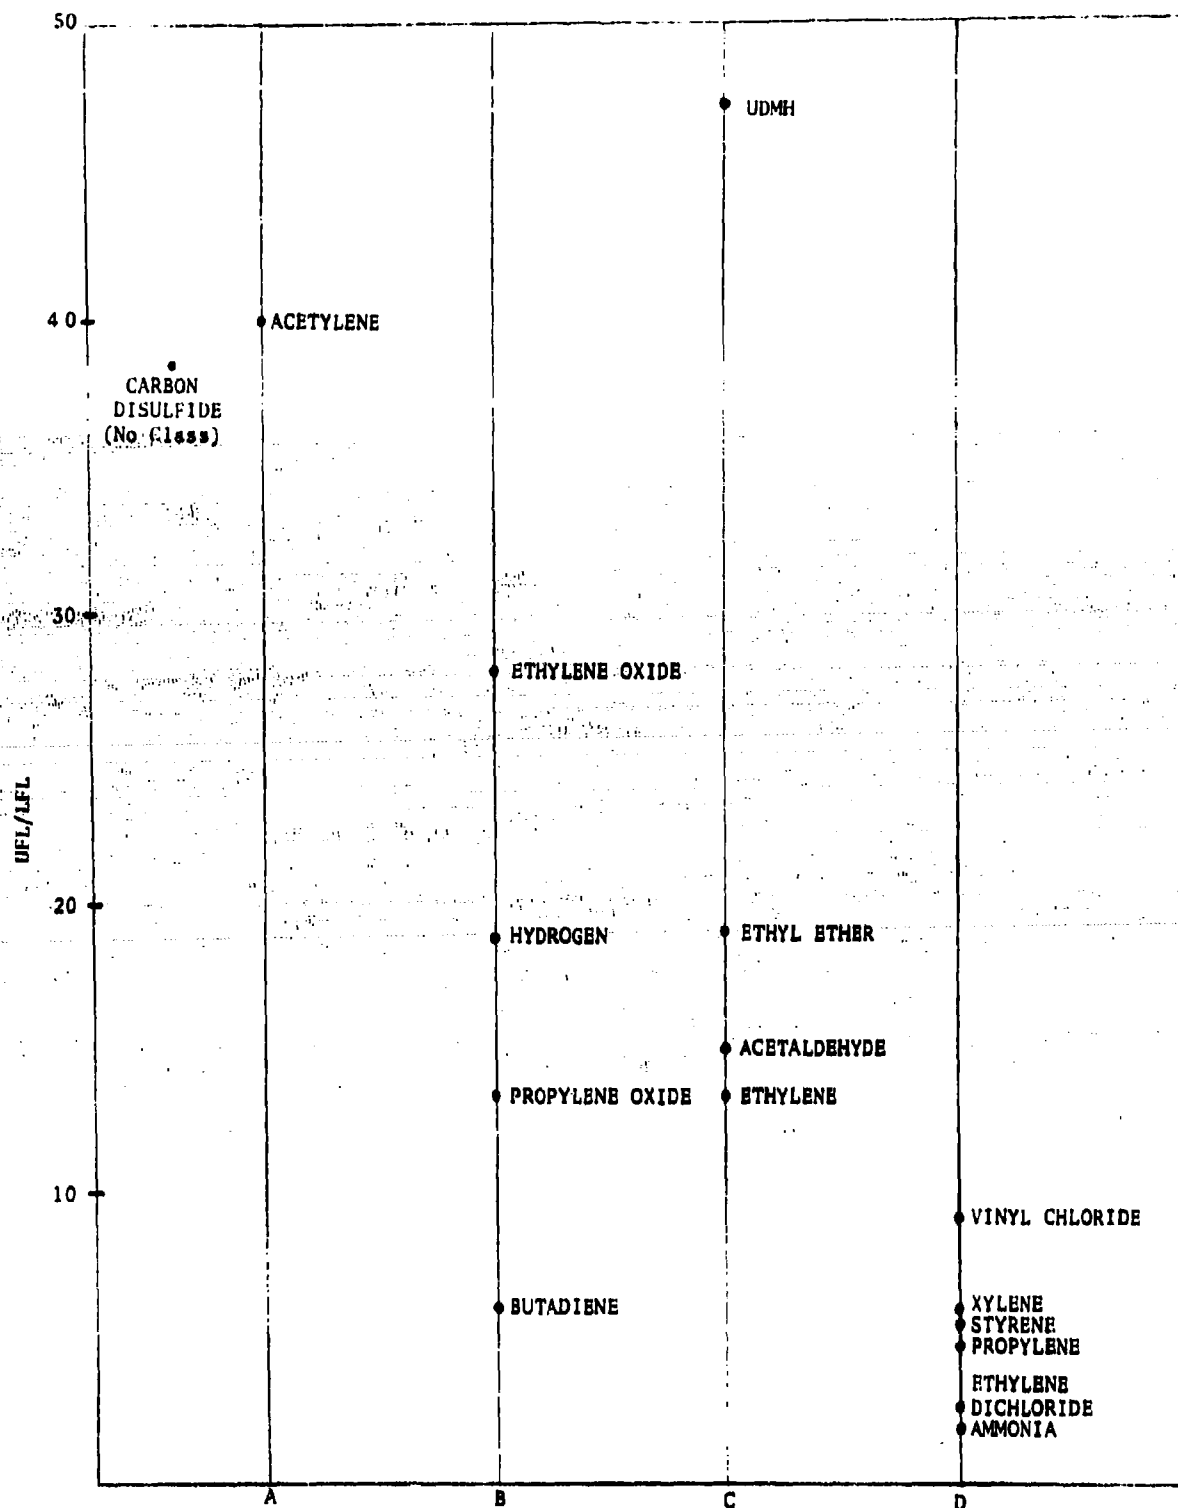 50
UDMH
40
ACETYLENE
CARBON
DISULFIDE
(No Class)
30
ETHYLENE OXIDE
UFL/LFL
20
HYDROGEN
ETHYL ETHER
ACETALDEHYDE
PROPYLENE OXIDE
ETHYLENE
10
VINYL CHLORIDE
BUTADIENE
XYLENE
STYRENE
PROPYLENE
ETHYLENE
DICHLORIDE
AMMONIA
A
B
C
D